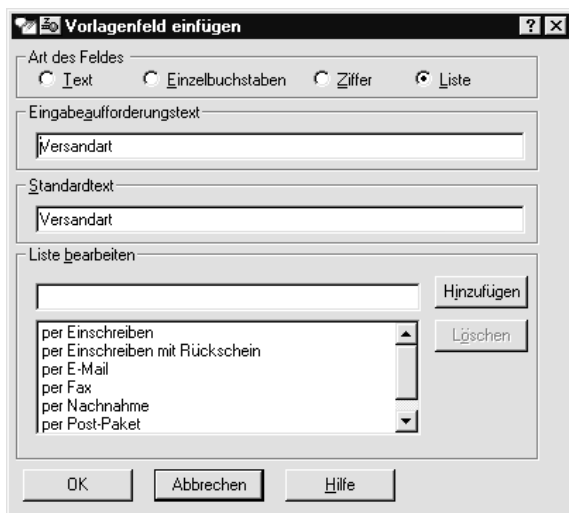 Vorlagenfeld einfügen
Art des Feldes
Text Einzelbuchstaben Ziffer Liste
Eingabeaufforderungstext
Versandart
Standardtext
Versandart
Liste bearbeiten
Hinzufügen
per Einschreiben
per Einschreiben mit Rückschein
per E-Mail
per Fax
per Nachnahme
per Post-Paket
Löschen
OK Abbrechen Hilfe